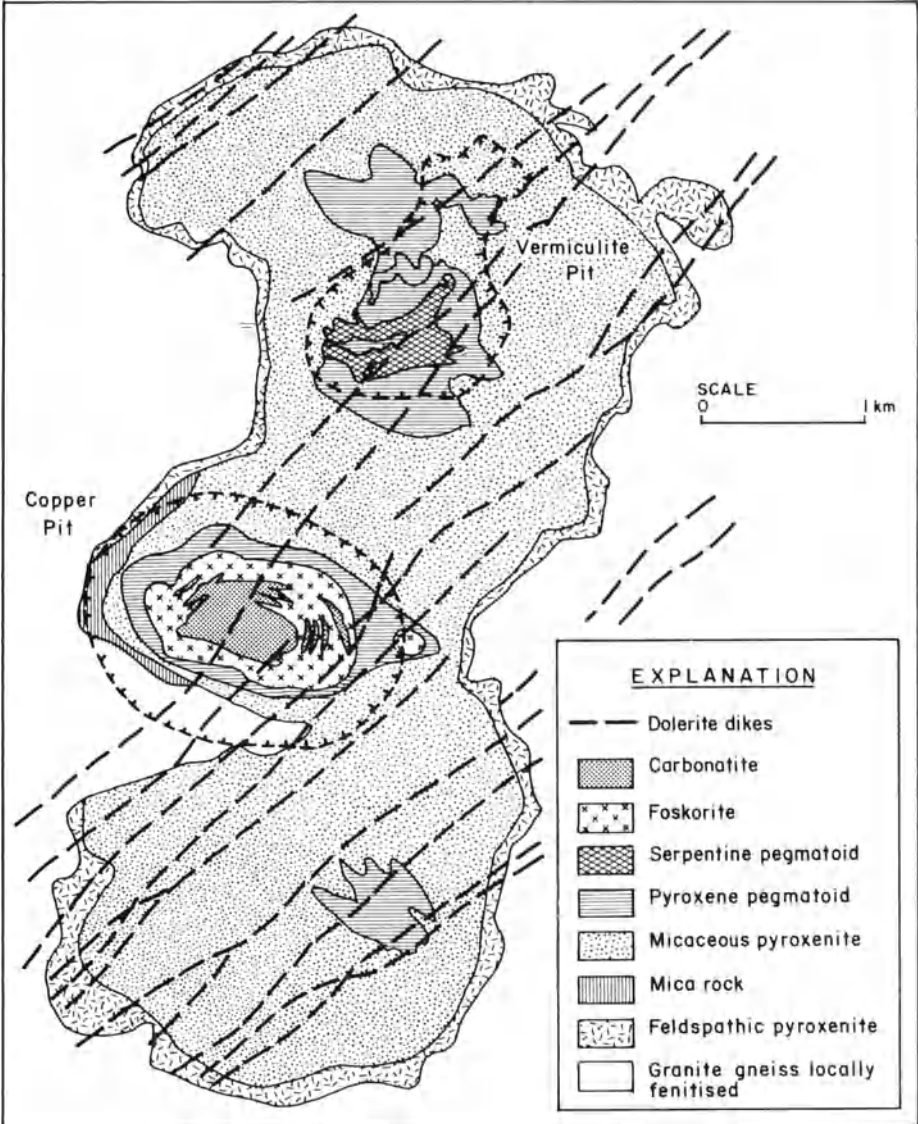 Vermiculite
Pit
SCALE
0 1 km
Copper
Pit
EXPLANATION
Dolerite dikes
Carbonatite
Foskorite
Serpentine pegmatoid
Pyroxene pegmatoid
Micaceous pyroxenite
Mica rock
Feldspathic pyroxenite
Granite gneiss locally
fenitised